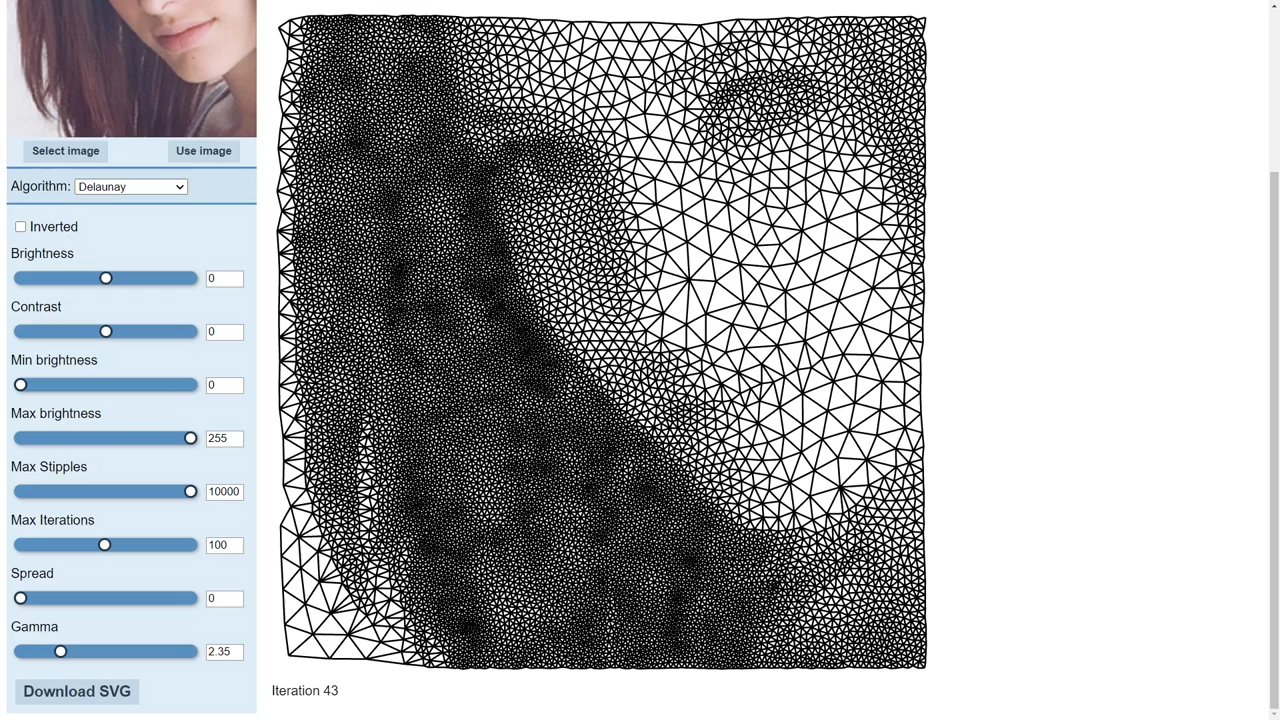 Select image Use image
Algorithm: Delaunay
Inverted
Brightness
0
Contrast
0
Min brightness
0
Max brightness
255
Max Stipples
10000
Max Iterations
100
Spread
0
Gamma
2.35
Download SVG
Iteration 43